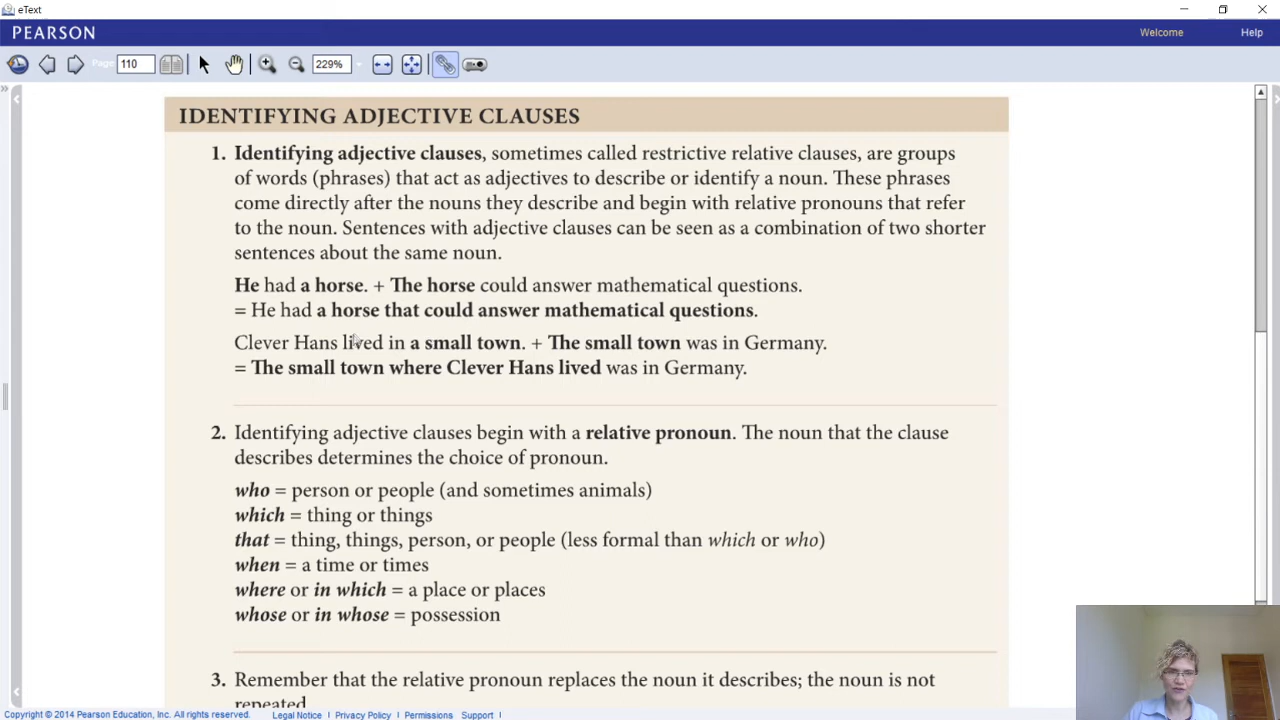 eText
PEARSON
Welcome
Help
Page
110
229%
IDENTIFYING ADJECTIVE CLAUSES
1. Identifying adjective clauses, sometimes called restrictive relative clauses, are groups
of words (phrases) that act as adjectives to describe or identify a noun. These phrases
come directly after the nouns they describe and begin with relative pronouns that refer
to the noun. Sentences with adjective clauses can be seen as a combination of two shorter
sentences about the same noun.
He had a horse. + The horse could answer mathematical questions.
= He had a horse that could answer mathematical questions.
Clever Hans lived in a small town. + The small town was in Germany.
= The small town where Clever Hans lived was in Germany.
2. Identifying adjective clauses begin with a relative pronoun. The noun that the clause
describes determines the choice of pronoun.
who = person or people (and sometimes animals)
which = thing or things
that = thing, things, person, or people (less formal than which or who)
when = a time or times
where or in which = a place or places
whose or in whose = possession
3. Remember that the relative pronoun replaces the noun it describes; the noun is not
repeated
Copyright © 2014 Pearson Education, Inc. All rights reserved. Legal Notice | Privacy Policy | Permissions Support |